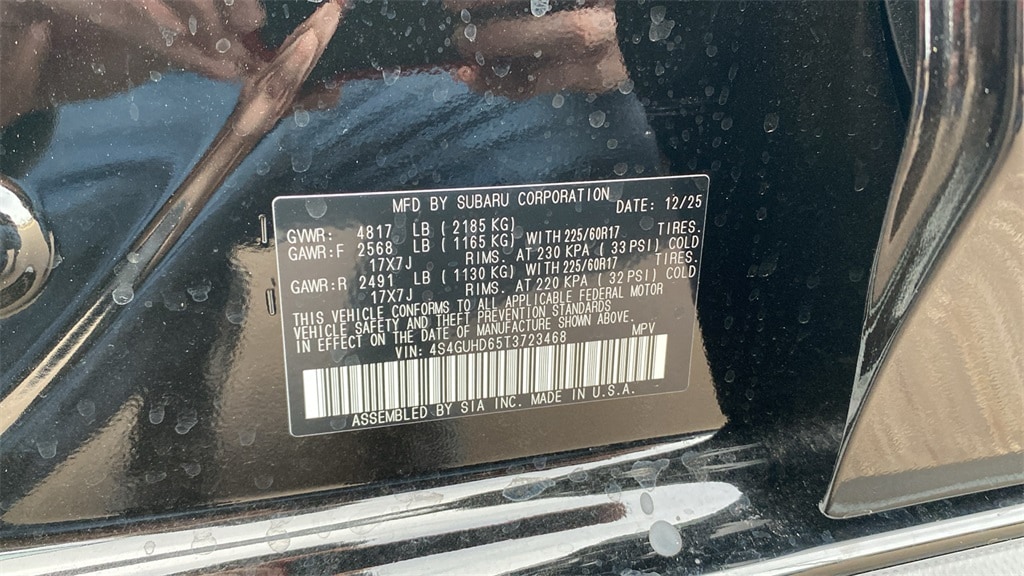 MFD BY SUBARU CORPORATION DATE: 12/25
GVWR: 4817 LB (2185 KG)
GAWR:F 2568 LB (1165 KG) WITH 225/60R17 TIRES.
17X7J RIMS. AT 230 KPA (33 PSI) COLD
GAWR:R 2491 LB (1130 KG) WITH 225/60R17 TIRES.
17X7J RIMS. AT 220 KPA (32 PSI) COLD
THIS VEHICLE CONFORMS TO ALL APPLICABLE FEDERAL MOTOR
VEHICLE SAFETY AND THEFT PREVENTION STANDARDS
IN EFFECT ON THE DATE OF MANUFACTURE SHOWN ABOVE.
VIN: 4S4GUHD65T3723468 MPV
ASSEMBLED BY SIA INC. MADE IN U.S.A.